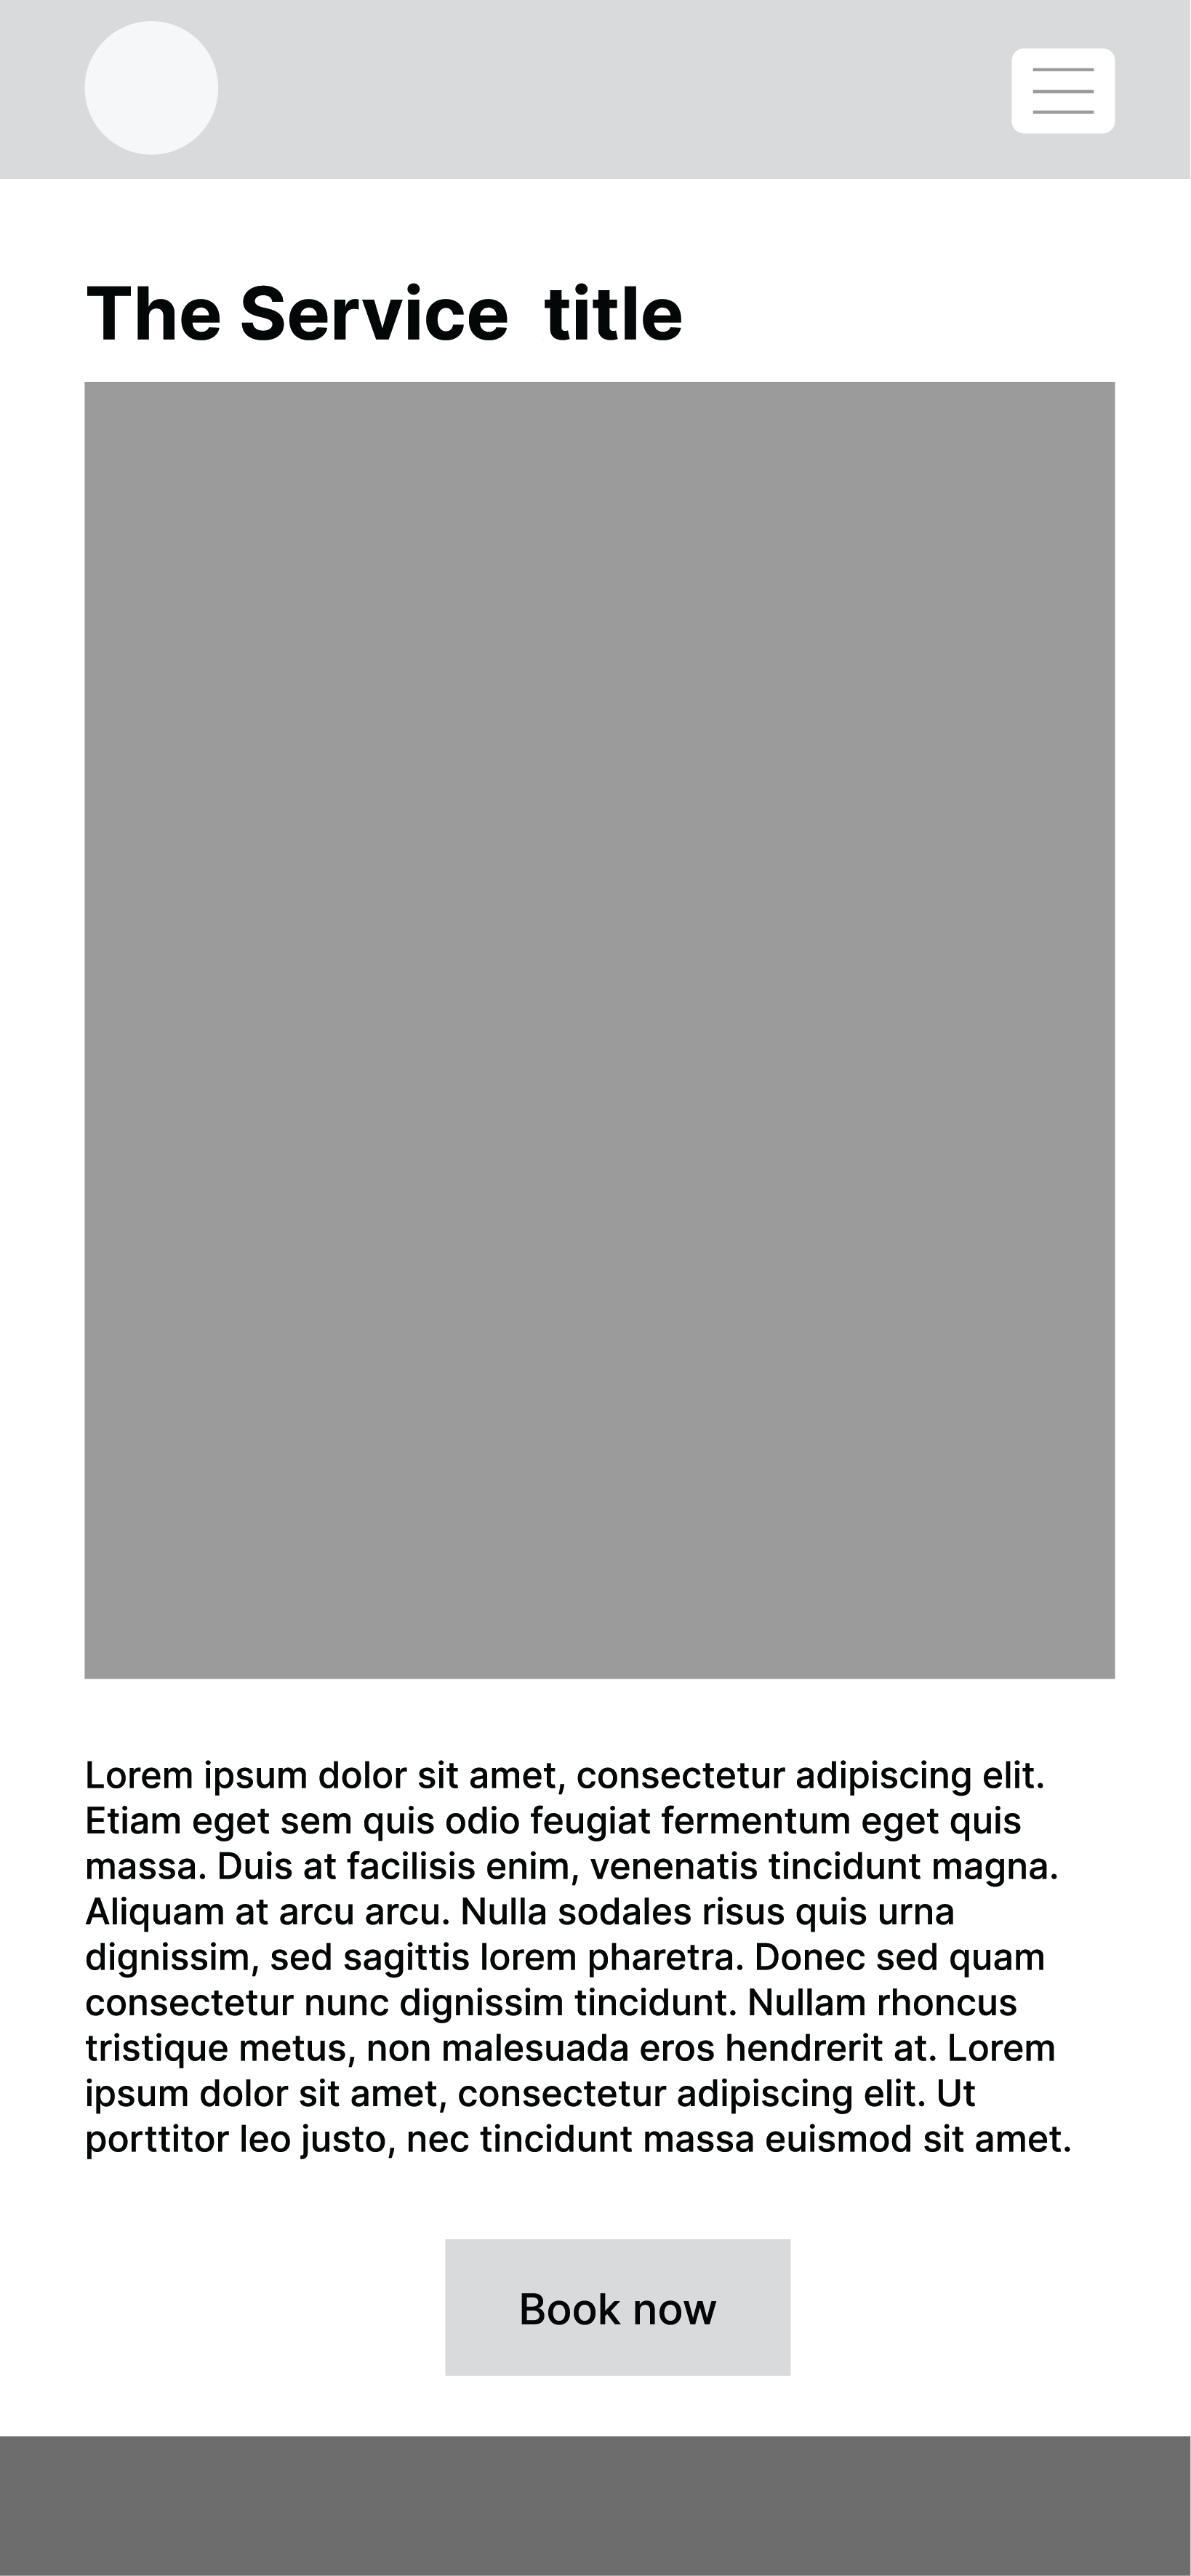 The Service  title
Lorem ipsum dolor sit amet, consectetur adipiscing elit.
Etiam eget sem quis odio feugiat fermentum eget quis
massa. Duis at facilisis enim, venenatis tincidunt magna.
Aliquam at arcu arcu. Nulla sodales risus quis urna
dignissim, sed sagittis lorem pharetra. Donec sed quam
consectetur nunc dignissim tincidunt. Nullam rhoncus
tristique metus, non malesuada eros hendrerit at. Lorem
ipsum dolor sit amet, consectetur adipiscing elit. Ut
porttitor leo justo, nec tincidunt massa euismod sit amet.
Book now